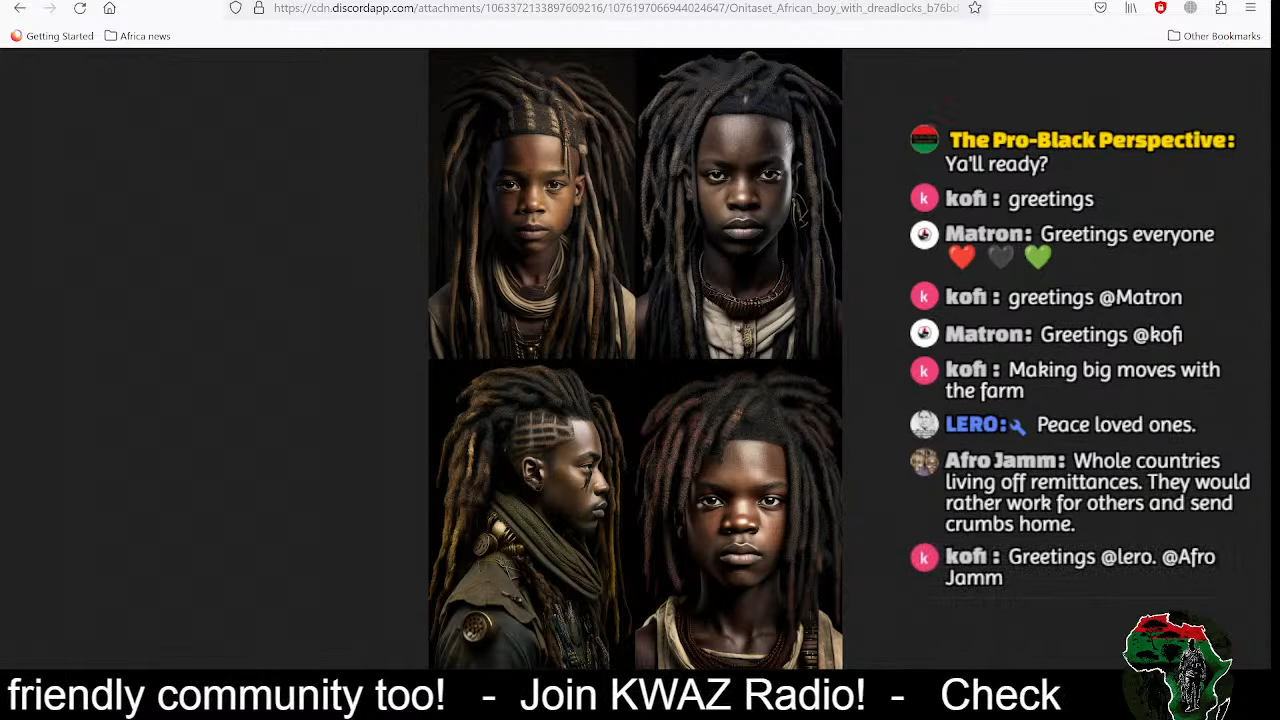 https://cdn.discordapp.com/attachments/1063372133897609216/1076197066944024647/Onitaset_African_boy_with_dreadlocks_b76bd
Getting Started
Africa news
Other Bookmarks
The Pro-Black Perspective:
Ya'll ready?
k kofi : greetings
Matron: Greetings everyone
❤️ 🖤 💚
k kofi : greetings @Matron
Matron: Greetings @kofi
k kofi : Making big moves with
the farm
LERO: Peace loved ones.
Afro Jamm: Whole countries
living off remittances. They would
rather work for others and send
crumbs home.
k kofi : Greetings @lero. @Afro
Jamm
friendly community too! - Join KWAZ Radio! - Check